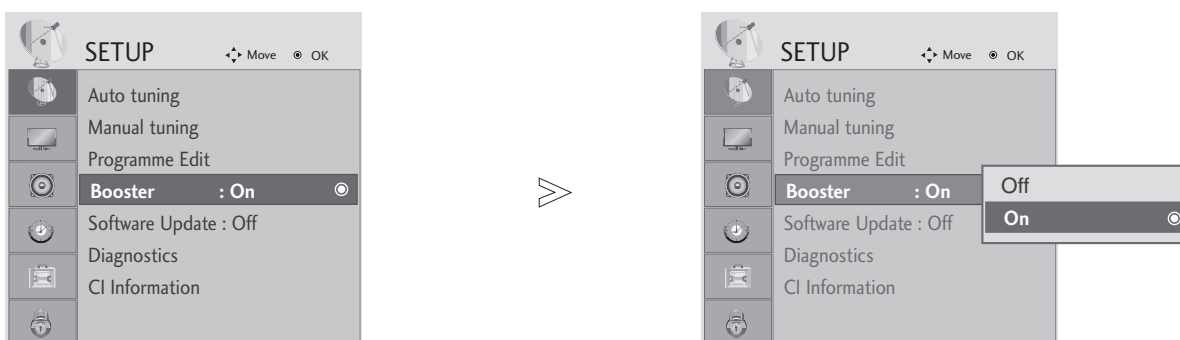 SETUP Move OK
Auto tuning
Manual tuning
Programme Edit
Booster : On
Software Update : Off
Diagnostics
CI Information
>
SETUP Move OK
Auto tuning
Manual tuning
Programme Edit
Booster : On
Software Update : Off
Diagnostics
CI Information
Off
On